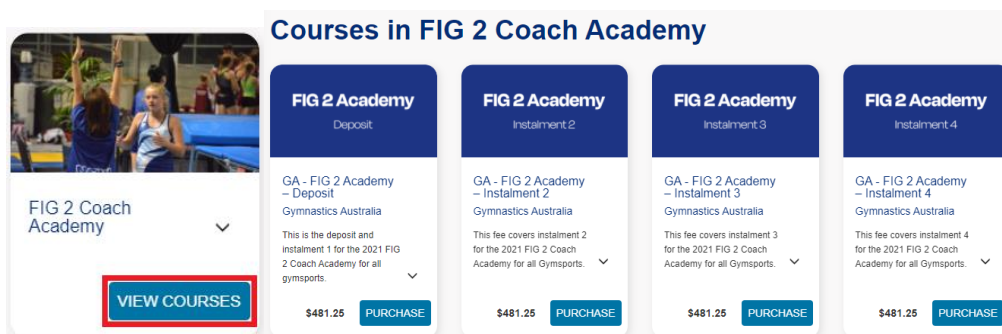 FIG 2 Coach
Academy
VIEW COURSES
Courses in FIG 2 Coach Academy
FIG 2 Academy
Deposit
GA - FIG 2 Academy
– Deposit
Gymnastics Australia
This is the deposit and
instalment 1 for the 2021 FIG
2 Coach Academy for all
gymsports.
$481.25 PURCHASE
FIG 2 Academy
Instalment 2
GA - FIG 2 Academy
– Instalment 2
Gymnastics Australia
This fee covers instalment 2
for the 2021 FIG 2 Coach
Academy for all Gymsports.
$481.25 PURCHASE
FIG 2 Academy
Instalment 3
GA - FIG 2 Academy
– Instalment 3
Gymnastics Australia
This fee covers instalment 3
for the 2021 FIG 2 Coach
Academy for all Gymsports.
$481.25 PURCHASE
FIG 2 Academy
Instalment 4
GA - FIG 2 Academy
– Instalment 4
Gymnastics Australia
This fee covers instalment 4
for the 2021 FIG 2 Coach
Academy for all Gymsports.
$481.25 PURCHASE